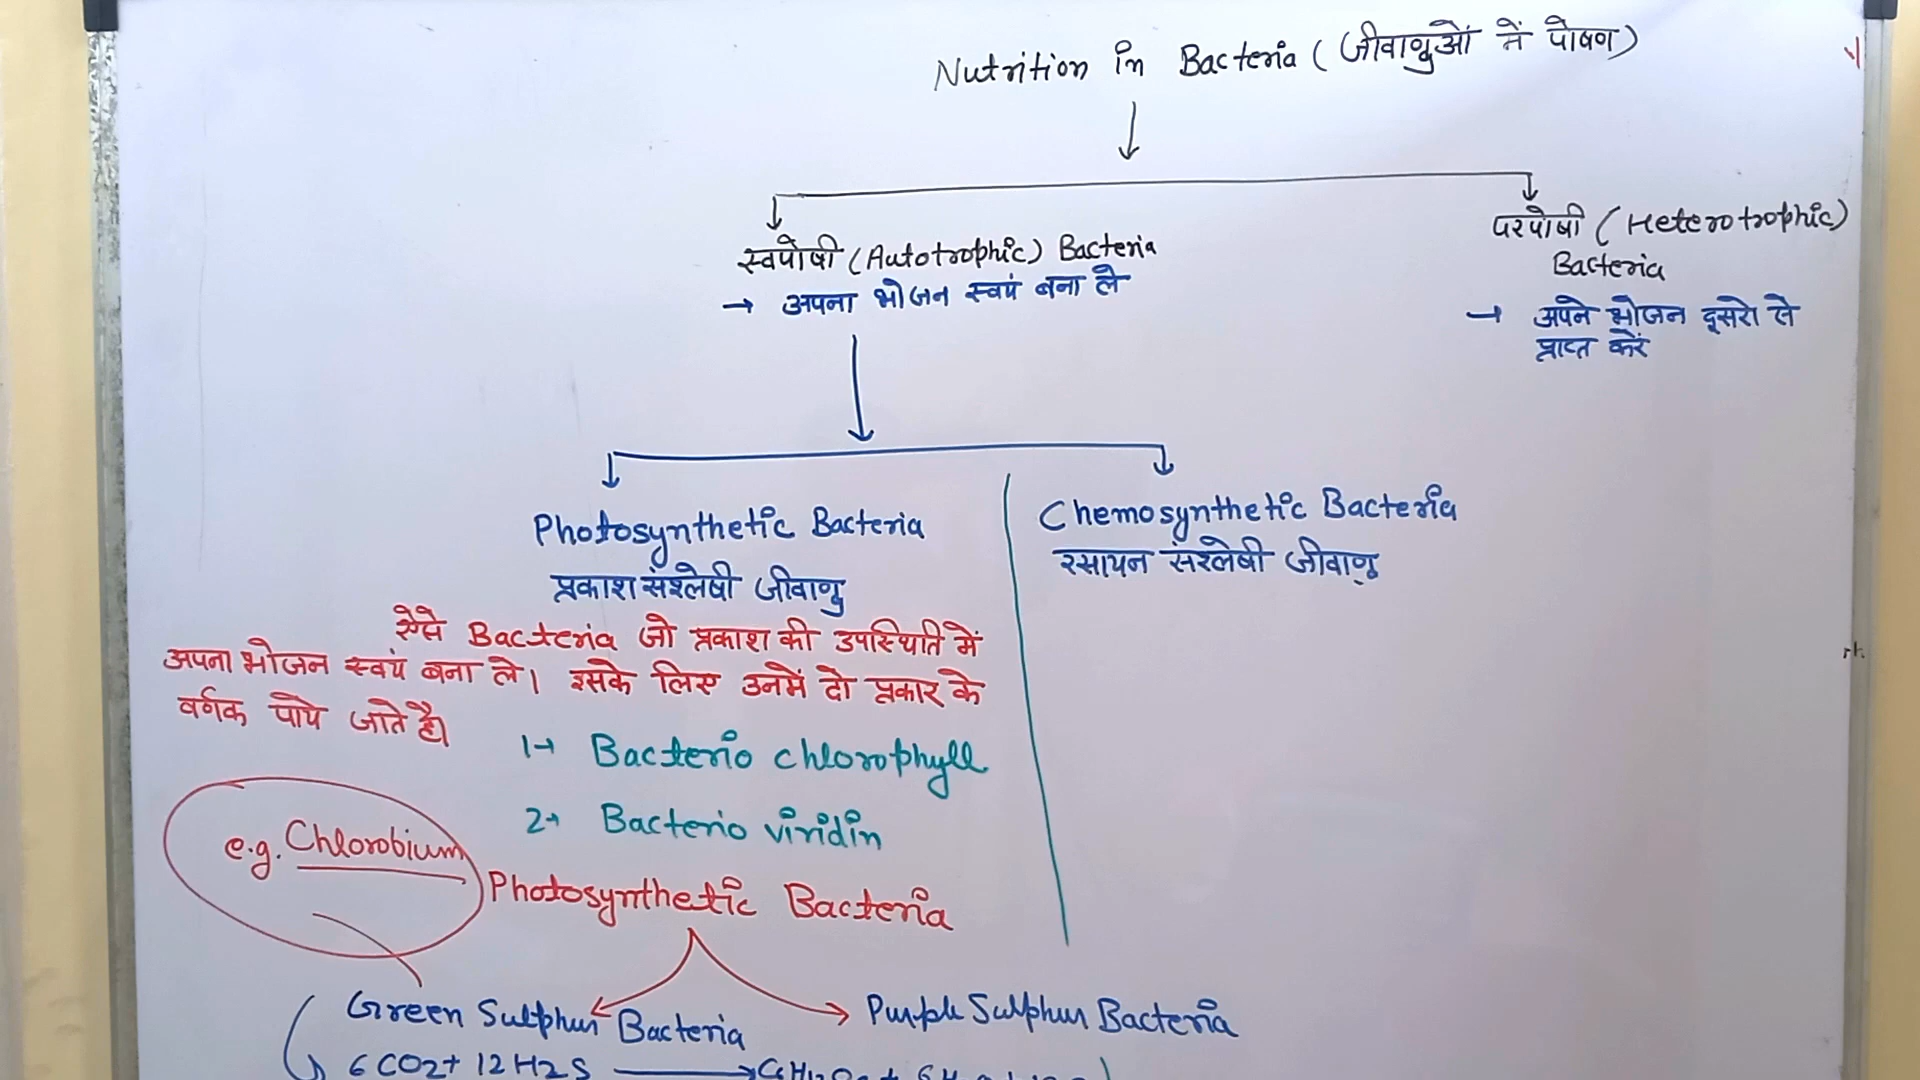 Nutrition in Bacteria (जीवाणुओं में पोषण)
स्वपोषी (Autotrophic) Bacteria
→ अपना भोजन स्वयं बना ले
परपोषी (Heterotrophic)
Bacteria
→ अपने भोजन दूसरो से
प्राप्त करें
Photosynthetic Bacteria
प्रकाश संश्लेषी जीवाणु
Chemosynthetic Bacteria
रसायन संश्लेषी जीवाणु
ऐसे Bacteria जो प्रकाश की उपस्थिति में
अपना भोजन स्वयं बना ले। इसके लिए उनमें दो प्रकार के
वर्णक पाये जाते है।
1→ Bacterio chlorophyll
2→ Bacterio viridin
e.g. Chlorobium
Photosynthetic Bacteria
Green Sulphur Bacteria
Purple Sulphur Bacteria
6CO2+ 12H2S →